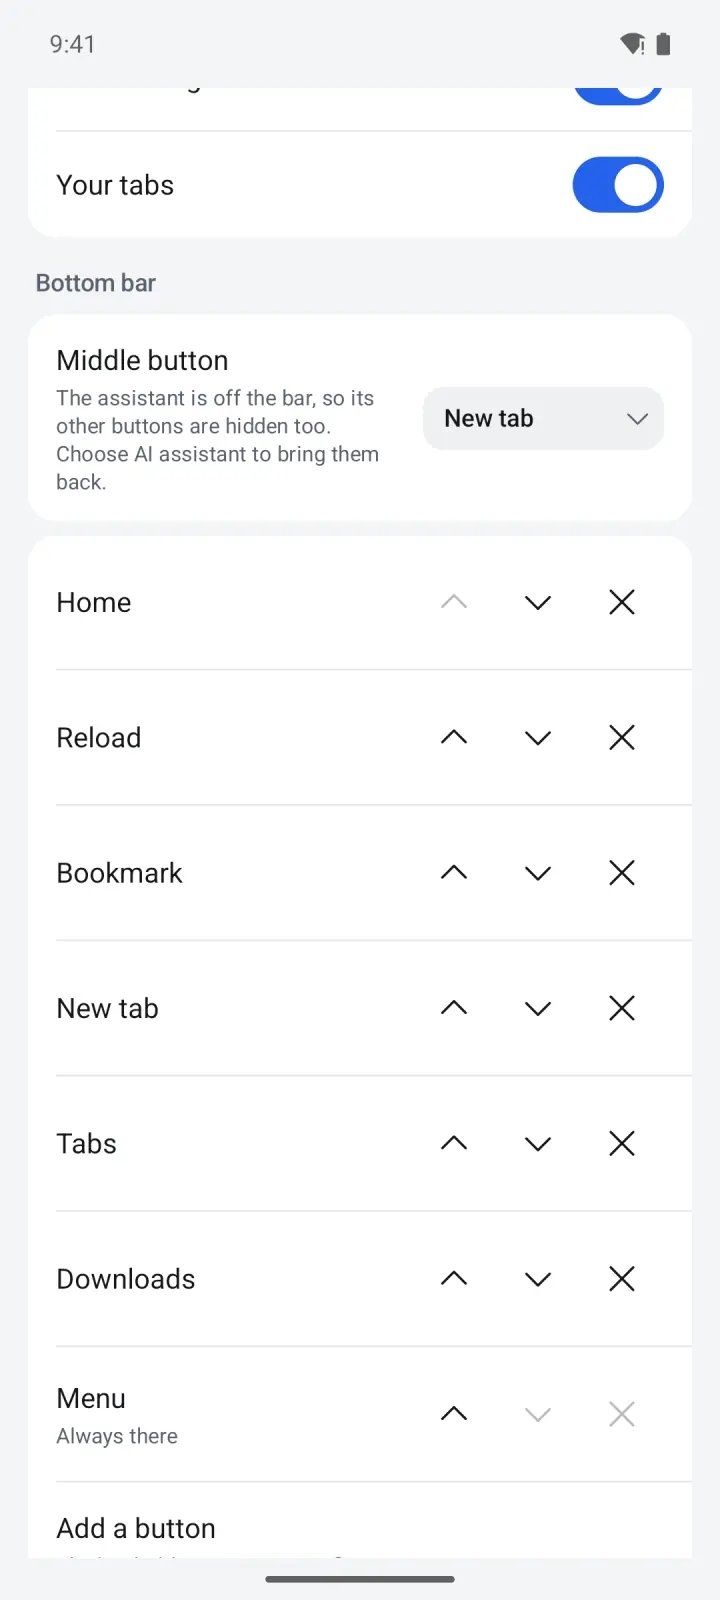 9:41
Your tabs
Bottom bar
Middle button
The assistant is off the bar, so its
other buttons are hidden too.
Choose AI assistant to bring them
back.
New tab
Home
Reload
Bookmark
New tab
Tabs
Downloads
Menu
Always there
Add a button